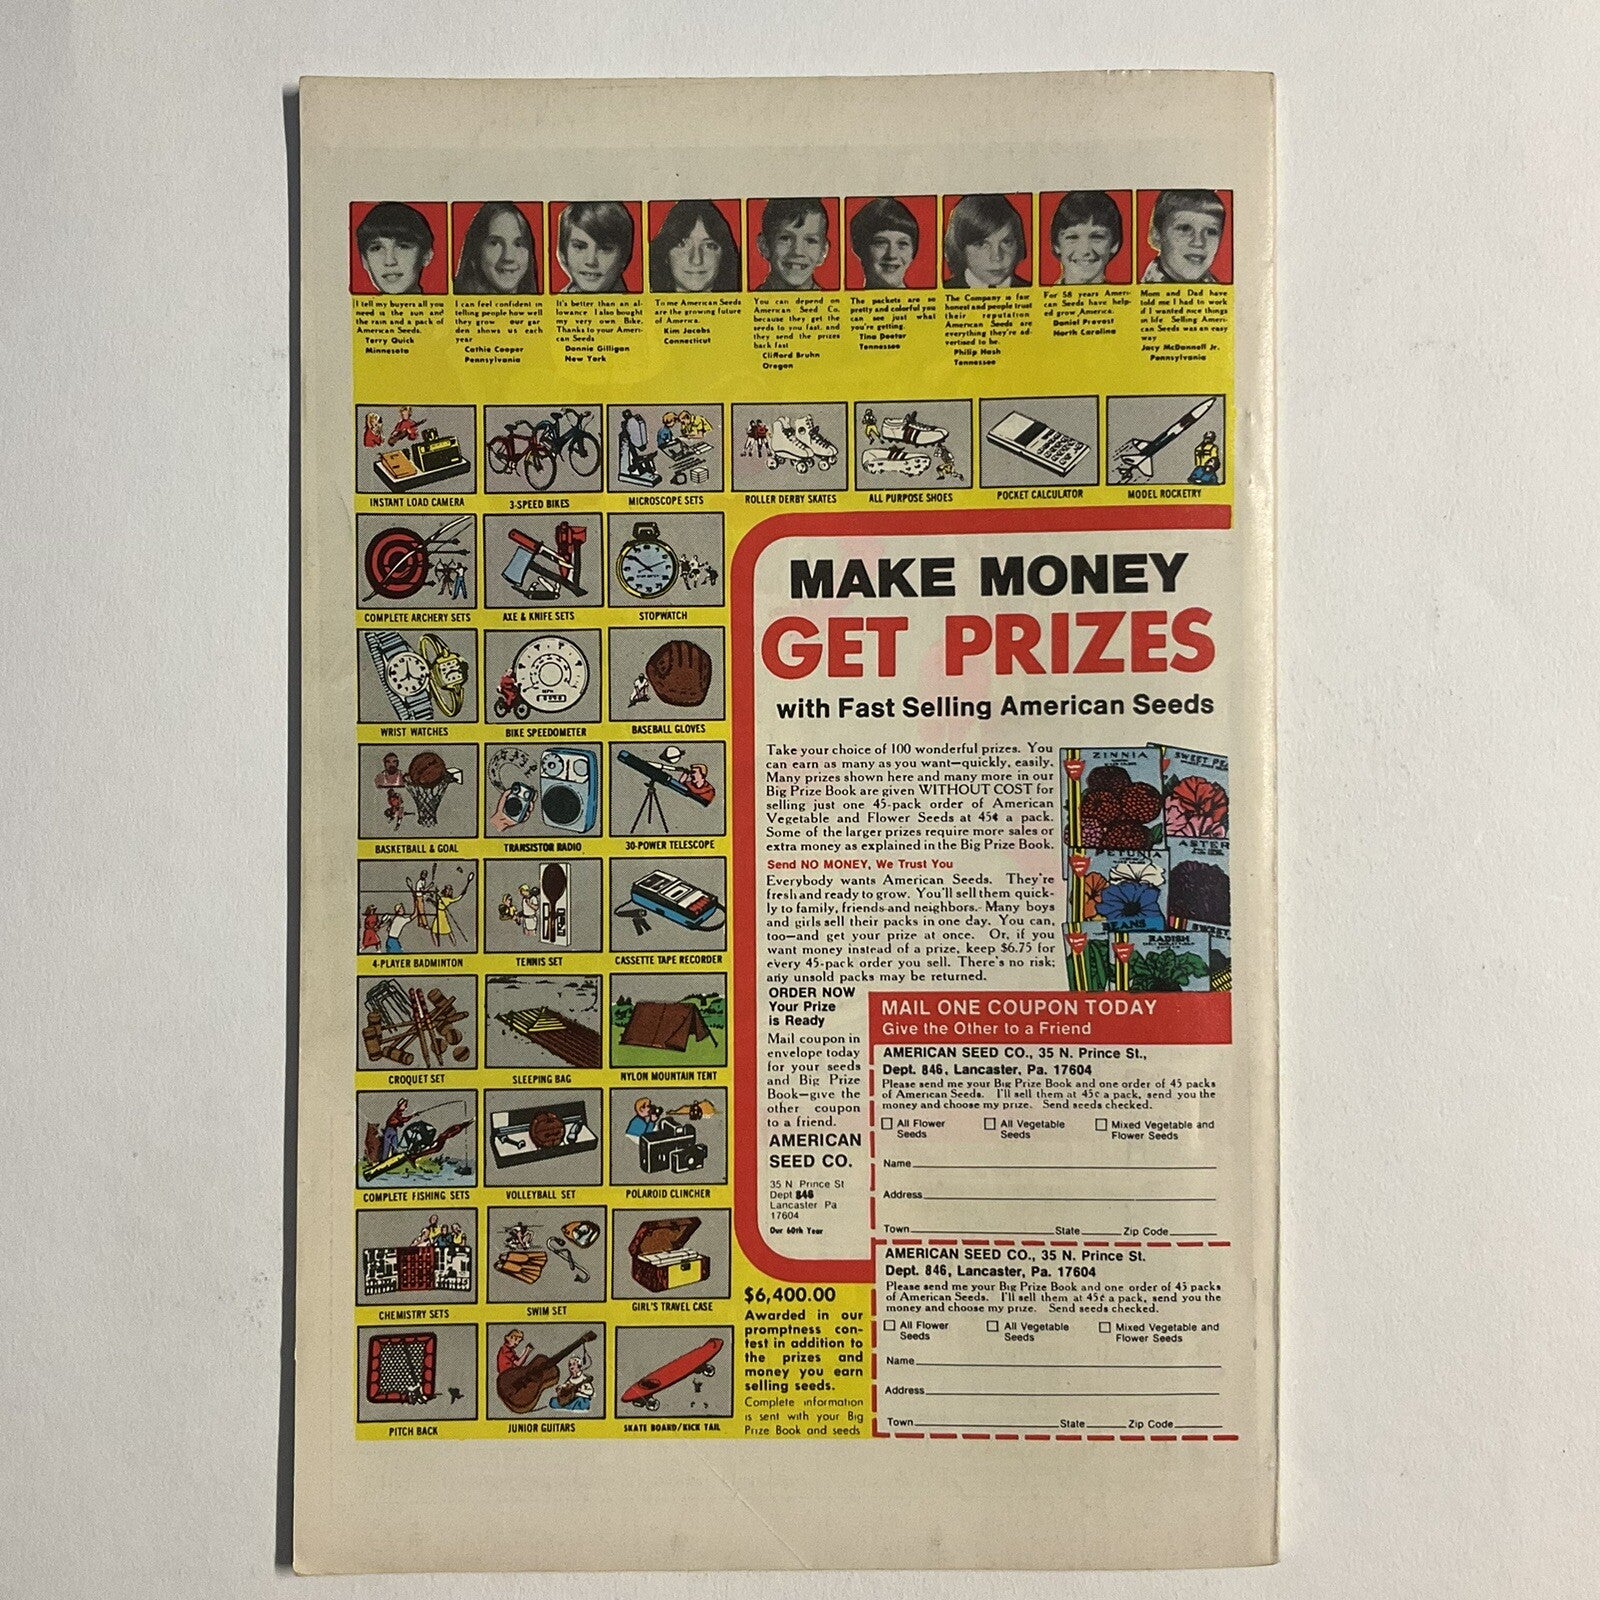 I tell my buyers all you
need is the sun and
the rain and a pack of
American Seeds.
Terry Quick
Minnesota
I can feel confident in
telling people how well
they grow our gar
den shows us each
year
Cathie Cooper
Pennsylvania
It's better than an al-
lowance. I also bought
my very own Bike.
Thanks to your Ameri-
can Seeds
Donnie Gilligan
New York
To me American Seeds
are the growing future
of America.
Kim Jacobs
Connecticut
You can depend on
American Seed Co.
because they get the
seeds to you fast. and
they send the prizes
back fast
Clifford Bruhn
Oregon
The packets are so
pretty and colorful you
can see just what
you're getting.
Tina Deeter
Tennessee
The Company is fair
honest and people trust
their reputation
American Seeds are
everything they're ad-
vertised to be.
Philip Hash
Tennessee
For 58 years Ameri-
can Seeds have help-
ed grow America.
Daniel Provost
North Carolina
Mom and Dad have
told me I had to work
if I wanted nice things
in life. Selling Ameri-
can Seeds was an easy
way
Jacy McDonnell Jr.
Pennsylvania
INSTANT LOAD CAMERA
3-SPEED BIKES
MICROSCOPE SETS
ROLLER DERBY SKATES
ALL PURPOSE SHOES
POCKET CALCULATOR
MODEL ROCKETRY
COMPLETE ARCHERY SETS
AXE & KNIFE SETS
STOPWATCH
WRIST WATCHES
BIKE SPEEDOMETER
BASEBALL GLOVES
BASKETBALL & GOAL
TRANSISTOR RADIO
30-POWER TELESCOPE
4-PLAYER BADMINTON
TENNIS SET
CASSETTE TAPE RECORDER
CROQUET SET
SLEEPING BAG
NYLON MOUNTAIN TENT
COMPLETE FISHING SETS
VOLLEYBALL SET
POLAROID CLINCHER
CHEMISTRY SETS
SWIM SET
GIRL'S TRAVEL CASE
PITCH BACK
JUNIOR GUITARS
SKATE BOARD/KICK TAIL
MAKE MONEY
GET PRIZES
with Fast Selling American Seeds
Take your choice of 100 wonderful prizes. You
can earn as many as you want—quickly, easily.
Many prizes shown here and many more in our
Big Prize Book are given WITHOUT COST for
selling just one 45-pack order of American
Vegetable and Flower Seeds at 45¢ a pack.
Some of the larger prizes require more sales or
extra money as explained in the Big Prize Book.
Send NO MONEY, We Trust You
Everybody wants American Seeds. They're
fresh and ready to grow. You'll sell them quick-
ly to family, friends and neighbors. Many boys
and girls sell their packs in one day. You can,
too—and get your prize at once. Or, if you
want money instead of a prize, keep $6.75 for
every 45-pack order you sell. There's no risk;
any unsold packs may be returned.
ZINNIA
SWEET PE
PETUNIA
ASTER
BEANS
RADISH
SWEET
ORDER NOW
Your Prize
is Ready
Mail coupon in
envelope today
for your seeds
and Big Prize
Book—give the
other coupon
to a friend.
AMERICAN
SEED CO.
35 N Prince St
Dept 846
Lancaster Pa
17604
Our 60th Year
$6,400.00
Awarded in our
promptness con-
test in addition to
the prizes and
money you earn
selling seeds.
Complete information
is sent with your Big
Prize Book and seeds
MAIL ONE COUPON TODAY
Give the Other to a Friend
AMERICAN SEED CO., 35 N. Prince St.,
Dept. 846, Lancaster, Pa. 17604
Please send me your Big Prize Book and one order of 45 packs
of American Seeds. I'll sell them at 45¢ a pack, send you the
money and choose my prize. Send seeds checked.
All Flower Seeds
All Vegetable Seeds
Mixed Vegetable and Flower Seeds
Name
Address
Town State Zip Code
AMERICAN SEED CO., 35 N. Prince St.
Dept. 846, Lancaster, Pa. 17604
Please send me your Big Prize Book and one order of 45 packs
of American Seeds. I'll sell them at 45¢ a pack, send you the
money and choose my prize. Send seeds checked.
All Flower Seeds
All Vegetable Seeds
Mixed Vegetable and Flower Seeds
Name
Address
Town State Zip Code